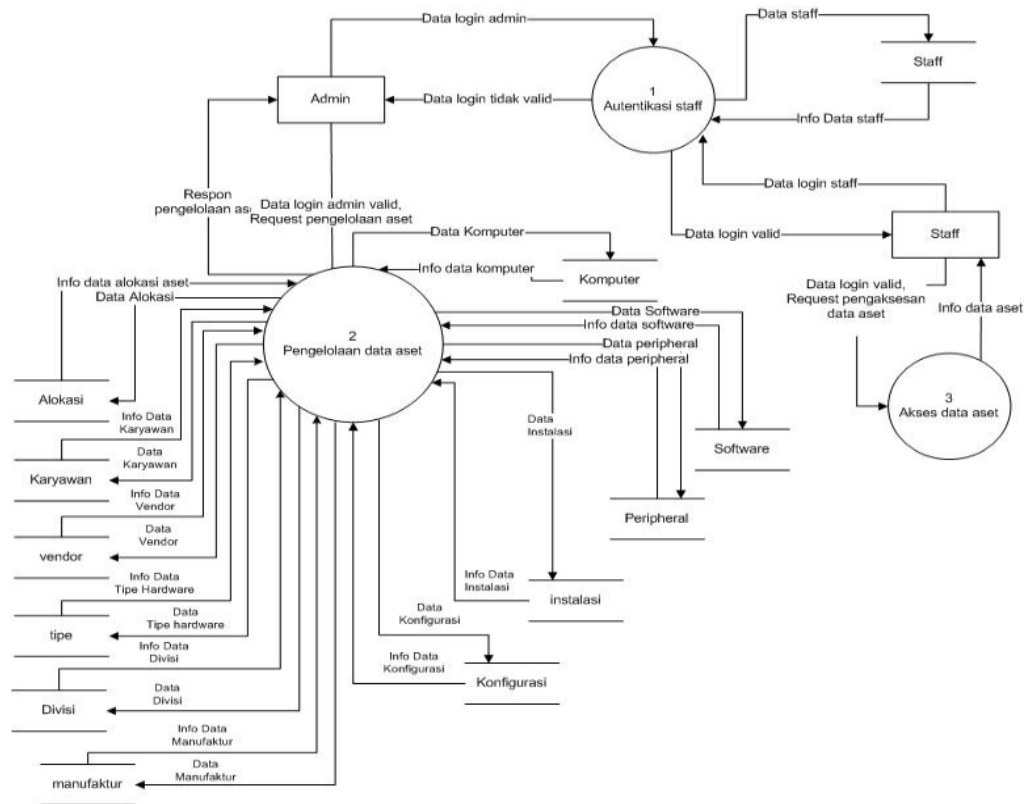 Data login admin
Data staff
Staff
1
Autentikasi staff
Admin
Data login tidak valid
Info Data staff
Data login staff
Respon
pengelolaan ase
Data login admin valid,
Request pengelolaan aset
Data login valid
Staff
Data Komputer
Info data komputer
Komputer
Data login valid,
Request pengaksesan
data aset
Info data aset
Info data alokasi aset
Data Alokasi
2
Pengelolaan data aset
Data Software
Info data software
Data peripheral
Info data peripheral
3
Akses data aset
Alokasi
Info Data
Karyawan
Data
Karyawan
Karyawan
Info Data
Vendor
Data
Vendor
vendor
Info Data
Tipe Hardware
Data
Tipe hardware
tipe
Info Data
Divisi
Data
Divisi
Divisi
Info Data
Manufaktur
Data
Manufaktur
manufaktur
Data
Instalasi
Software
Peripheral
Info Data
Instalasi
instalasi
Data
Konfigurasi
Info Data
Konfigurasi
Konfigurasi